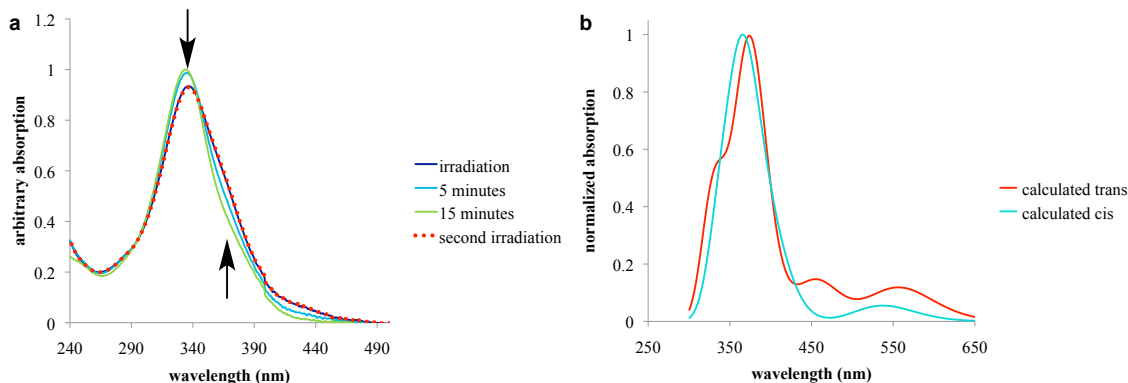 a
arbitrary absorption
1.2
1
0.8
0.6
0.4
0.2
0
240 290 340 390 440 490
wavelength (nm)
irradiation
5 minutes
15 minutes
second irradiation
b
normalized absorption
1
0.8
0.6
0.4
0.2
0
250 350 450 550 650
wavelength (nm)
calculated trans
calculated cis